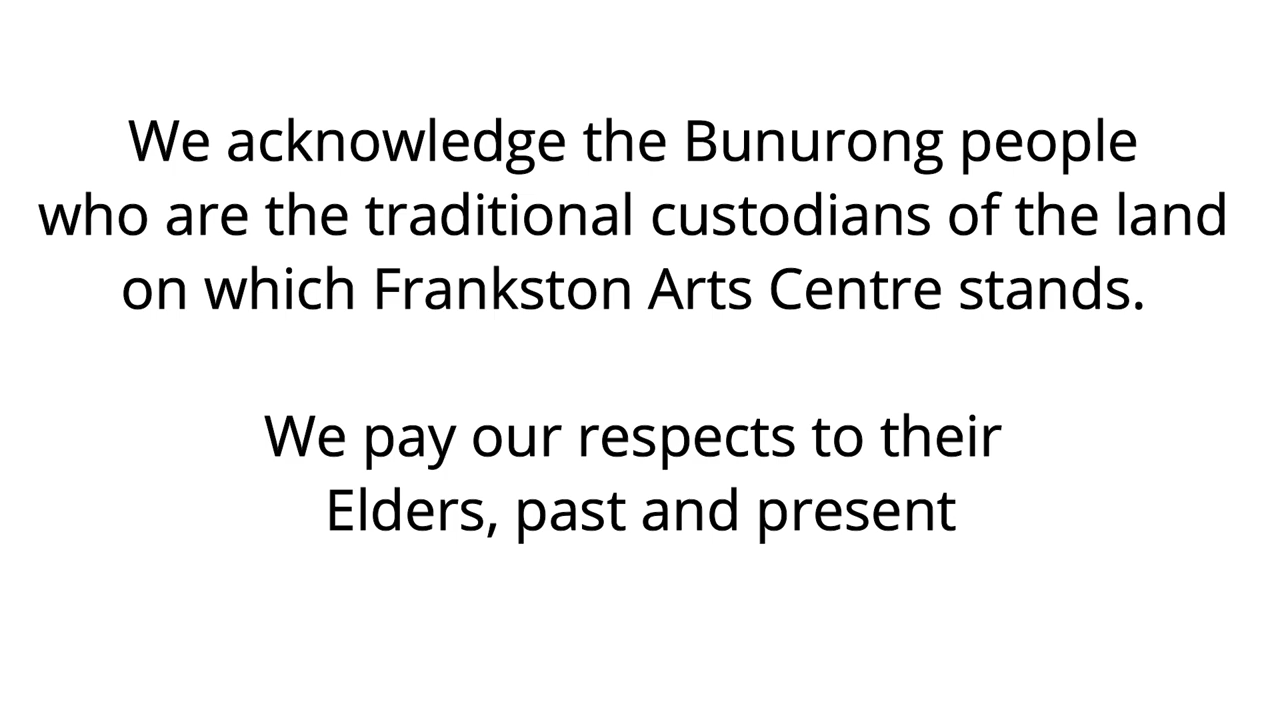 We acknowledge the Bunurong people
who are the traditional custodians of the land
on which Frankston Arts Centre stands.
We pay our respects to their
Elders, past and present